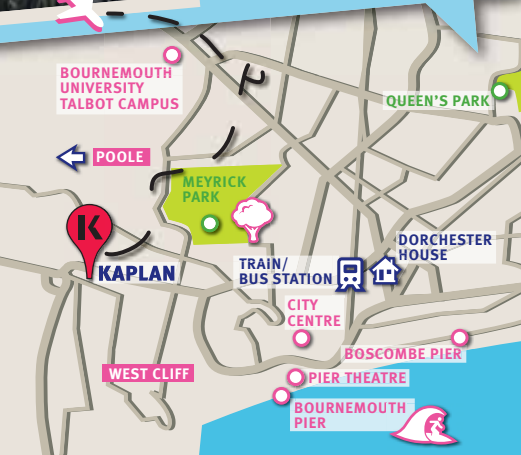 BOURNEMOUTH
UNIVERSITY
TALBOT CAMPUS
QUEEN'S PARK
POOLE
MEYRICK
PARK
K
KAPLAN
TRAIN/
BUS STATION
DORCHESTER
HOUSE
CITY
CENTRE
BOSCOMBE PIER
WEST CLIFF
PIER THEATRE
BOURNEMOUTH
PIER